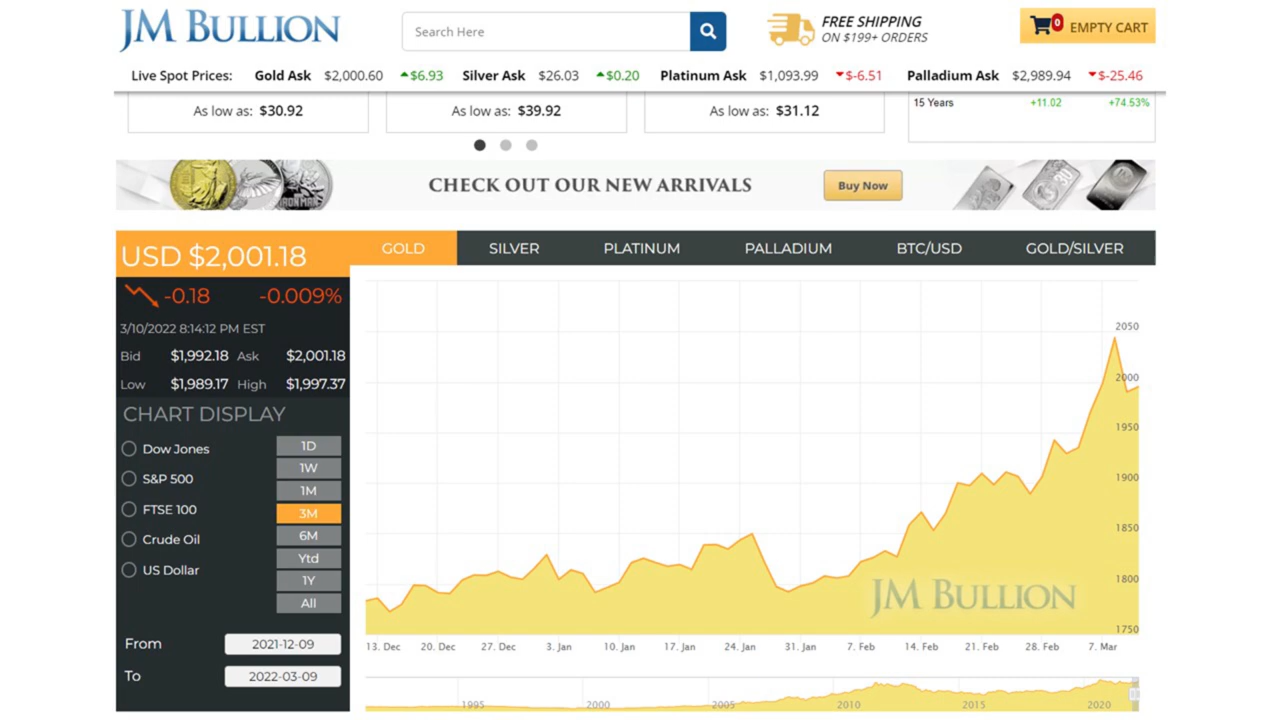 JM BULLION
Search Here
FREE SHIPPING
ON $199+ ORDERS
0 EMPTY CART
Live Spot Prices: Gold Ask $2,000.60 $6.93 Silver Ask $26.03 $0.20 Platinum Ask $1,093.99 $-6.51 Palladium Ask $2,989.94 $-25.46
As low as: $30.92 As low as: $39.92 As low as: $31.12 15 Years +11.02 +74.53%
CHECK OUT OUR NEW ARRIVALS Buy Now
IRON MAN
30
USD $2,001.18 GOLD SILVER PLATINUM PALLADIUM BTC/USD GOLD/SILVER
-0.18 -0.009%
3/10/2022 8:14:12 PM EST
Bid $1,992.18 Ask $2,001.18
Low $1,989.17 High $1,997.37
CHART DISPLAY
Dow Jones
S&P 500
FTSE 100
Crude Oil
US Dollar
1D
1W
1M
3M
6M
Ytd
1Y
All
From 2021-12-09
To 2022-03-09
2050
2000
1950
1900
1850
1800
1750
JM BULLION
13. Dec 20. Dec 27. Dec 3. Jan 10. Jan 17. Jan 24. Jan 31. Jan 7. Feb 14. Feb 21. Feb 28. Feb 7. Mar
1995 2000 2005 2010 2015 2020